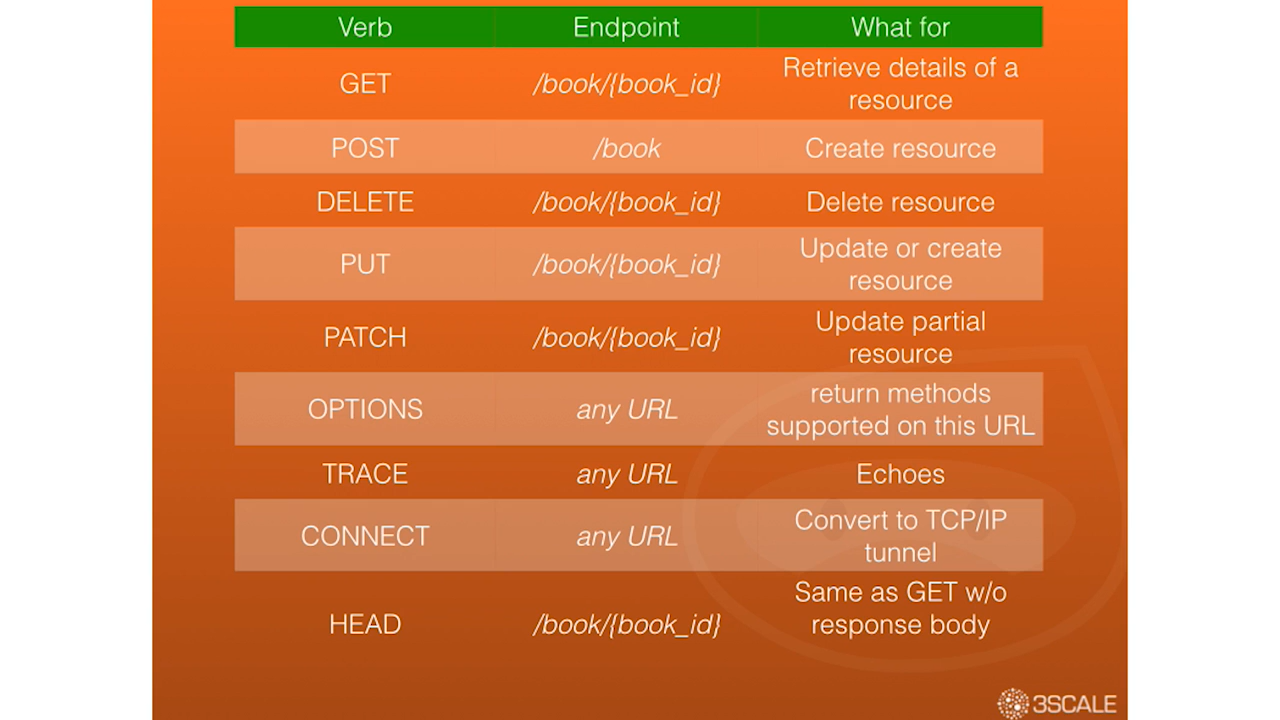 Verb Endpoint What for
GET /book/{book_id} Retrieve details of a
resource
POST /book Create resource
DELETE /book/{book_id} Delete resource
PUT /book/{book_id} Update or create
resource
PATCH /book/{book_id} Update partial
resource
OPTIONS any URL return methods
supported on this URL
TRACE any URL Echoes
CONNECT any URL Convert to TCP/IP
tunnel
HEAD /book/{book_id} Same as GET w/o
response body
3SCALE